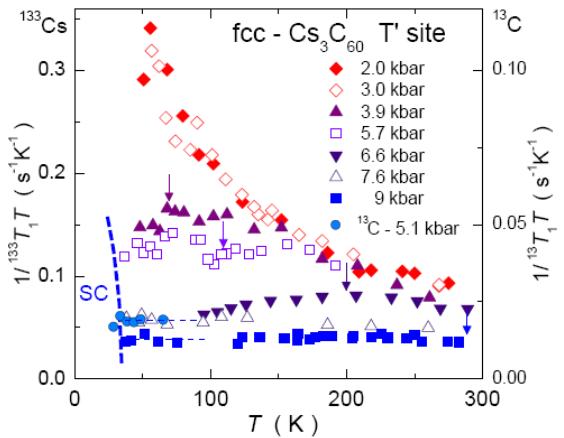 ¹³³Cs
¹³C
fcc - Cs₃C₆₀ T' site
2.0 kbar
3.0 kbar
3.9 kbar
5.7 kbar
6.6 kbar
7.6 kbar
9 kbar
¹³C - 5.1 kbar
SC
0.3
0.2
0.1
0.0
0.10
0.05
0.00
0
100
200
300
T ( K )
1/¹³³T₁T ( s⁻¹K⁻¹ )
1/¹³T₁T ( s⁻¹K⁻¹ )